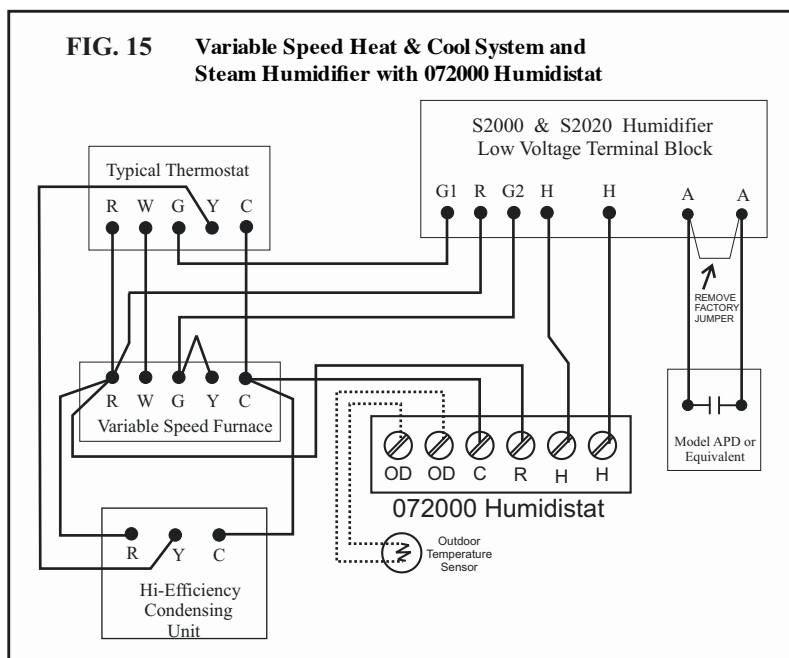 FIG. 15
Variable Speed Heat & Cool System and
Steam Humidifier with 072000 Humidistat
Typical Thermostat
R W G Y C
S2000 & S2020 Humidifier
Low Voltage Terminal Block
G1 R G2 H H A A
REMOVE
FACTORY
JUMPER
R W G Y C
Variable Speed Furnace
Model APD or
Equivalent
OD OD C R H H
072000 Humidistat
Outdoor
Temperature
Sensor
R Y C
Hi-Efficiency
Condensing
Unit